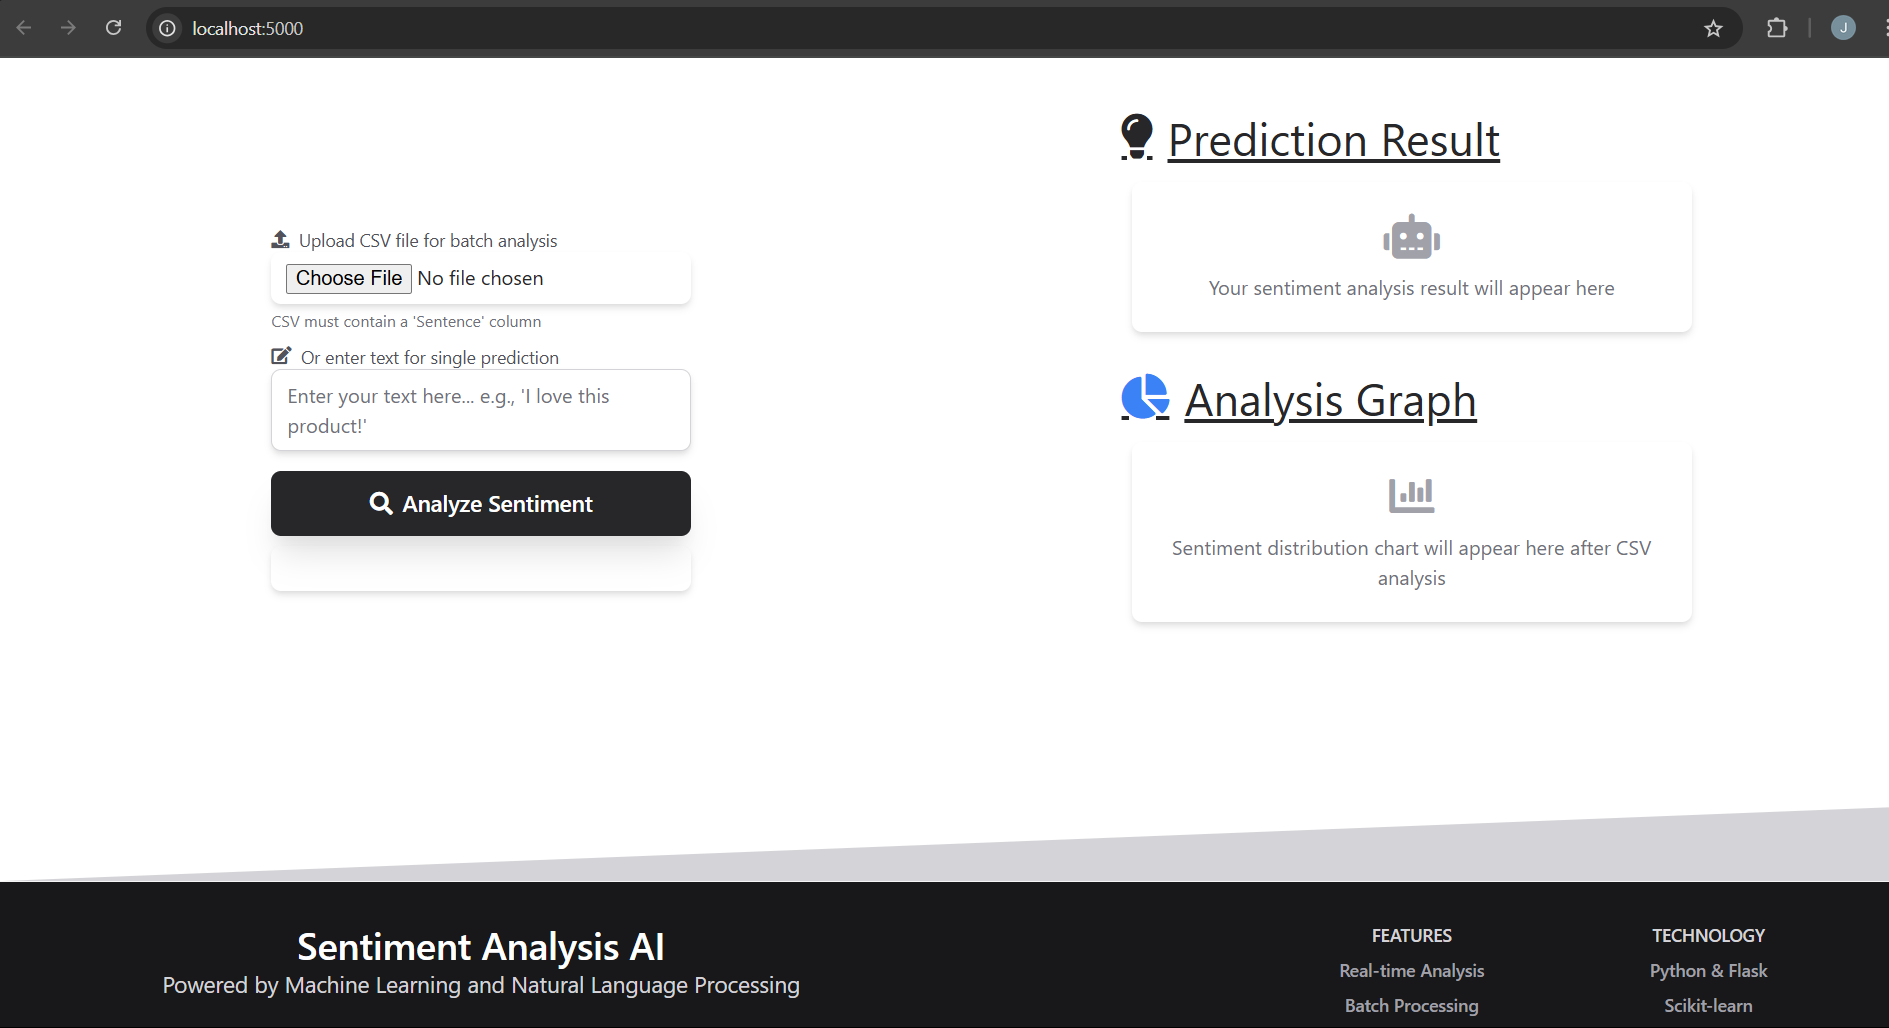 localhost:5000
J
Upload CSV file for batch analysis
Choose File No file chosen
CSV must contain a 'Sentence' column
Or enter text for single prediction
Enter your text here... e.g., 'I love this
product!'
Analyze Sentiment
Prediction Result
Your sentiment analysis result will appear here
Analysis Graph
Sentiment distribution chart will appear here after CSV
analysis
Sentiment Analysis AI
Powered by Machine Learning and Natural Language Processing
FEATURES
Real-time Analysis
Batch Processing
TECHNOLOGY
Python & Flask
Scikit-learn